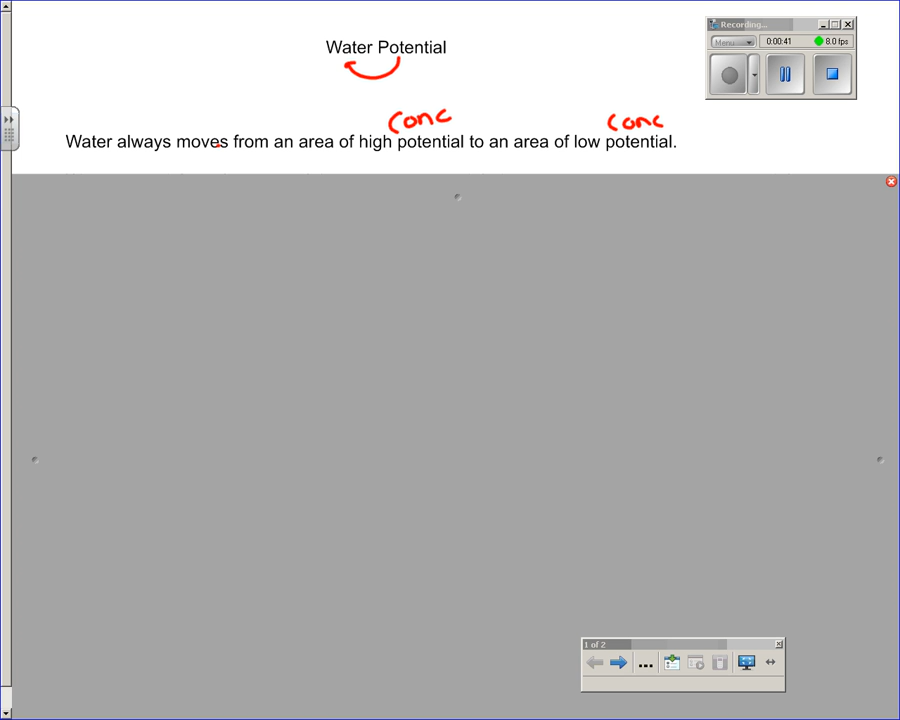 Water Potential
Recording...
Menu
0:00:41
8.0 fps
conc conc
Water always moves from an area of high potential to an area of low potential.
1 of 2
...